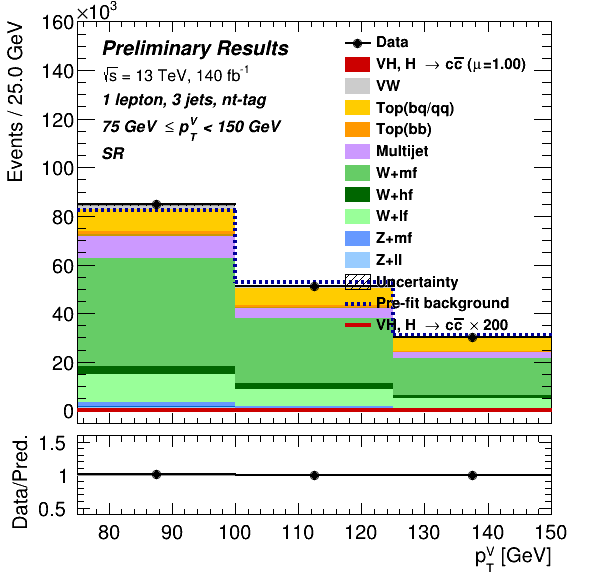 ×10³
160
140
120
100
80
60
40
20
0
Events / 25.0 GeV
Preliminary Results
√s = 13 TeV, 140 fb⁻¹
1 lepton, 3 jets, nt-tag
75 GeV ≤ p_T^V < 150 GeV
SR
Data
VH, H → cc̅ (μ=1.00)
VW
Top(bq/qq)
Top(bb)
Multijet
W+mf
W+hf
W+lf
Z+mf
Z+ll
Uncertainty
Pre-fit background
VH, H → cc̅ × 200
1.5
1
0.5
Data/Pred.
80 90 100 110 120 130 140 150
p_T^V [GeV]